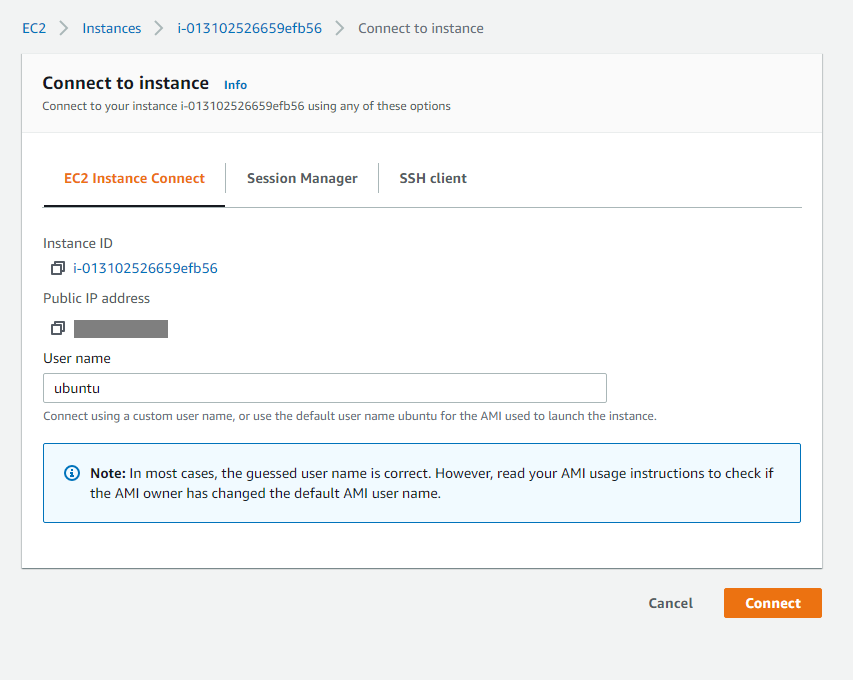 EC2 Instances i-013102526659efb56 Connect to instance
Connect to instance Info
Connect to your instance i-013102526659efb56 using any of these options
EC2 Instance Connect Session Manager SSH client
Instance ID
i-013102526659efb56
Public IP address
User name
ubuntu
Connect using a custom user name, or use the default user name ubuntu for the AMI used to launch the instance.
Note: In most cases, the guessed user name is correct. However, read your AMI usage instructions to check if
the AMI owner has changed the default AMI user name.
Cancel Connect